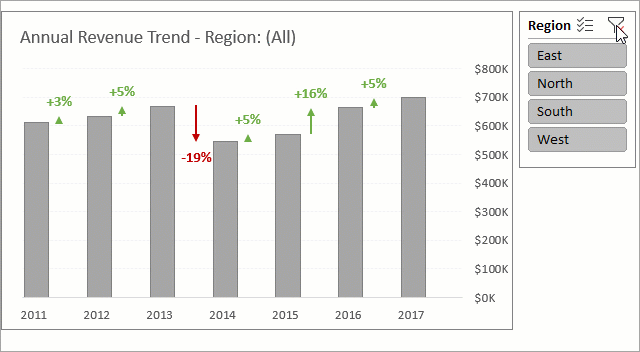 Annual Revenue Trend - Region: (All)
+3%
+5%
-19%
+5%
+16%
+5%
$800K
$700K
$600K
$500K
$400K
$300K
$200K
$100K
$0K
2011 2012 2013 2014 2015 2016 2017
Region
East
North
South
West